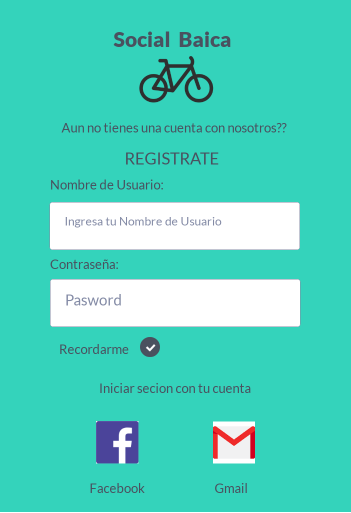 Social Baica
Aun no tienes una cuenta con nosotros??
REGISTRATE
Nombre de Usuario:
Ingresa tu Nombre de Usuario
Contraseña:
Pasword
Recordarme
Iniciar secion con tu cuenta
Facebook Gmail